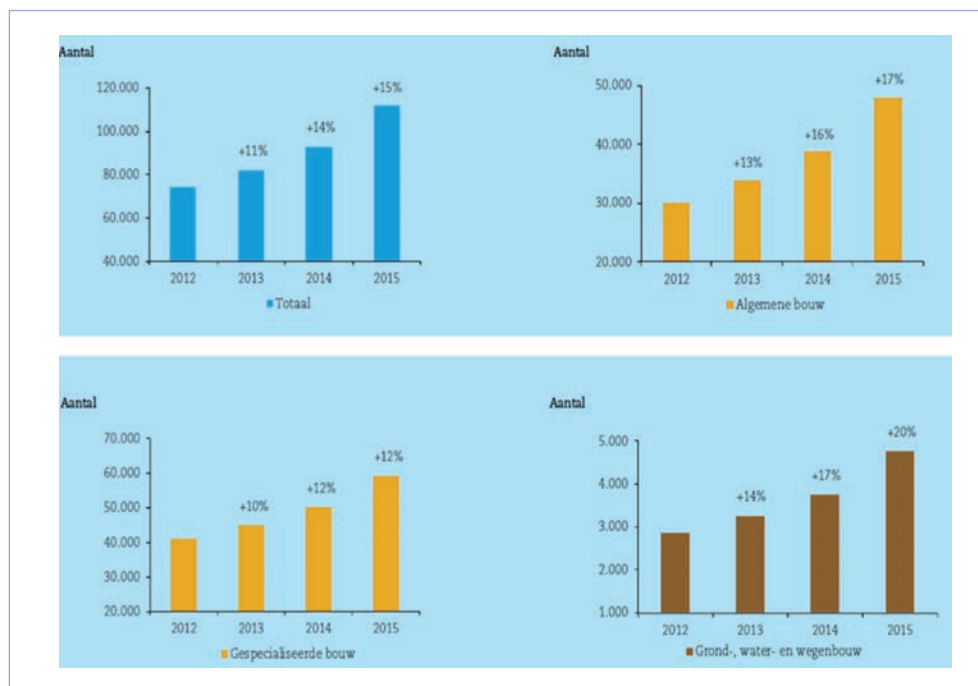 Aantal
120.000
100.000
80.000
60.000
40.000
+11%
+14%
+15%
2012 2013 2014 2015
Totaal
Aantal
50.000
40.000
30.000
20.000
+13%
+16%
+17%
2012 2013 2014 2015
Algemene bouw
Aantal
70.000
60.000
50.000
40.000
30.000
20.000
+10%
+12%
+12%
2012 2013 2014 2015
Gespecialiseerde bouw
Aantal
5.000
4.000
3.000
2.000
1.000
+14%
+17%
+20%
2012 2013 2014 2015
Grond-, water- en wegenbouw